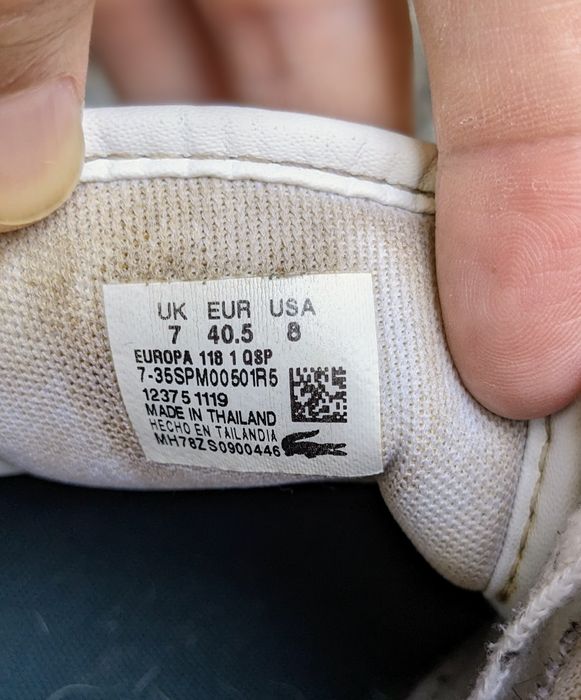 UK EUR USA
7 40.5 8
EUROPA 118 1 QSP
7-35SPM00501R5
12375 1119
MADE IN THAILAND
HECHO EN TAILANDIA
MH78ZS0900446